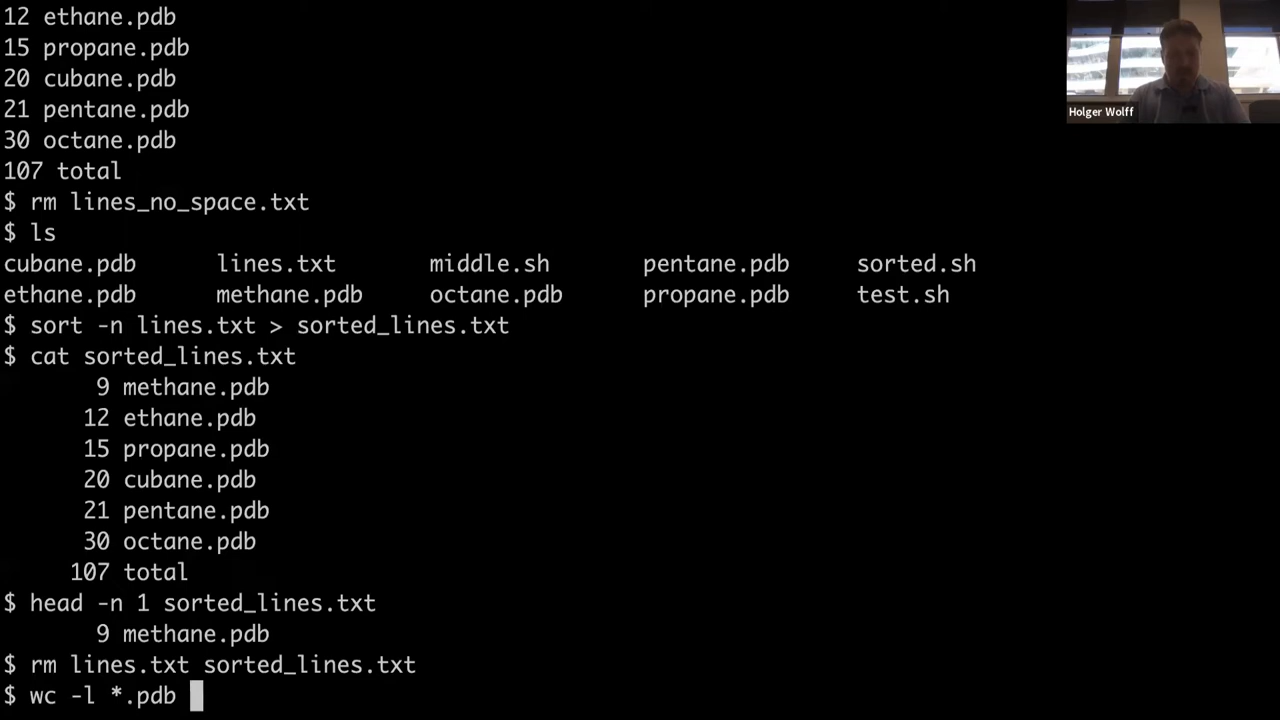 12 ethane.pdb
15 propane.pdb
20 cubane.pdb
21 pentane.pdb
30 octane.pdb
107 total
$ rm lines_no_space.txt
$ ls
cubane.pdb lines.txt middle.sh pentane.pdb sorted.sh
ethane.pdb methane.pdb octane.pdb propane.pdb test.sh
$ sort -n lines.txt > sorted_lines.txt
$ cat sorted_lines.txt
9 methane.pdb
12 ethane.pdb
15 propane.pdb
20 cubane.pdb
21 pentane.pdb
30 octane.pdb
107 total
$ head -n 1 sorted_lines.txt
9 methane.pdb
$ rm lines.txt sorted_lines.txt
$ wc -l *.pdb
Holger Wolff